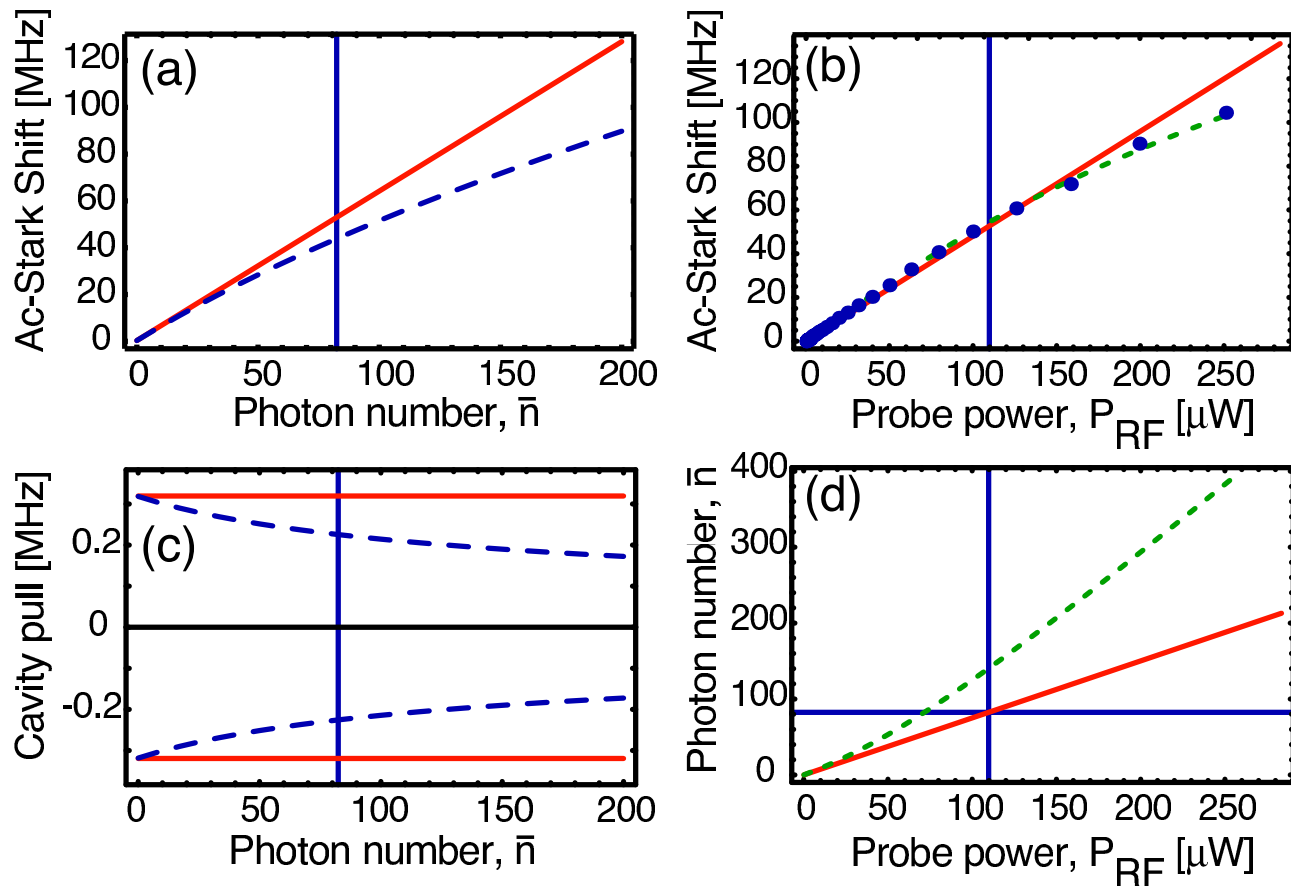 (a)
Ac-Stark Shift [MHz]
120
100
80
60
40
20
0
0 50 100 150 200
Photon number, n̄
(b)
Ac-Stark Shift [MHz]
120
100
80
60
40
20
0
0 50 100 150 200 250
Probe power, P_RF [μW]
(c)
Cavity pull [MHz]
0.2
0
-0.2
0 50 100 150 200
Photon number, n̄
(d)
Photon number, n̄
400
300
200
100
0
0 50 100 150 200 250
Probe power, P_RF [μW]